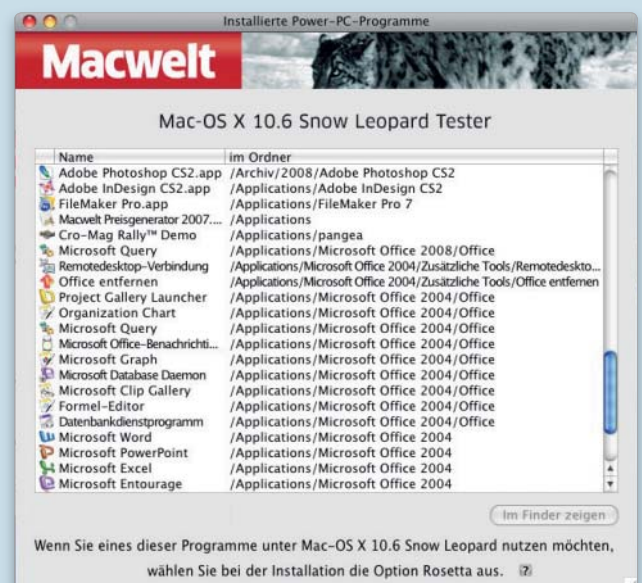 Installierte Power-PC-Programme
Macwelt
Mac-OS X 10.6 Snow Leopard Tester
Name im Ordner
Adobe Photoshop CS2.app /Archiv/2008/Adobe Photoshop CS2
Adobe InDesign CS2.app /Applications/Adobe InDesign CS2
FileMaker Pro.app /Applications/FileMaker Pro 7
Macwelt Preisgenerator 2007.... /Applications
Cro-Mag Rally™ Demo /Applications/pangea
Microsoft Query /Applications/Microsoft Office 2008/Office
Remotedesktop-Verbindung /Applications/Microsoft Office 2004/Zusätzliche Tools/Remotedeskto...
Office entfernen /Applications/Microsoft Office 2004/Zusätzliche Tools/Office entfernen
Project Gallery Launcher /Applications/Microsoft Office 2004/Office
Organization Chart /Applications/Microsoft Office 2004/Office
Microsoft Query /Applications/Microsoft Office 2004/Office
Microsoft Office-Benachrichti... /Applications/Microsoft Office 2004/Office
Microsoft Graph /Applications/Microsoft Office 2004/Office
Microsoft Database Daemon /Applications/Microsoft Office 2004/Office
Microsoft Clip Gallery /Applications/Microsoft Office 2004/Office
Formel-Editor /Applications/Microsoft Office 2004/Office
Datenbankdienstprogramm /Applications/Microsoft Office 2004/Office
Microsoft Word /Applications/Microsoft Office 2004
Microsoft PowerPoint /Applications/Microsoft Office 2004
Microsoft Excel /Applications/Microsoft Office 2004
Microsoft Entourage /Applications/Microsoft Office 2004
Im Finder zeigen
Wenn Sie eines dieser Programme unter Mac-OS X 10.6 Snow Leopard nutzen möchten,
wählen Sie bei der Installation die Option Rosetta aus. ?